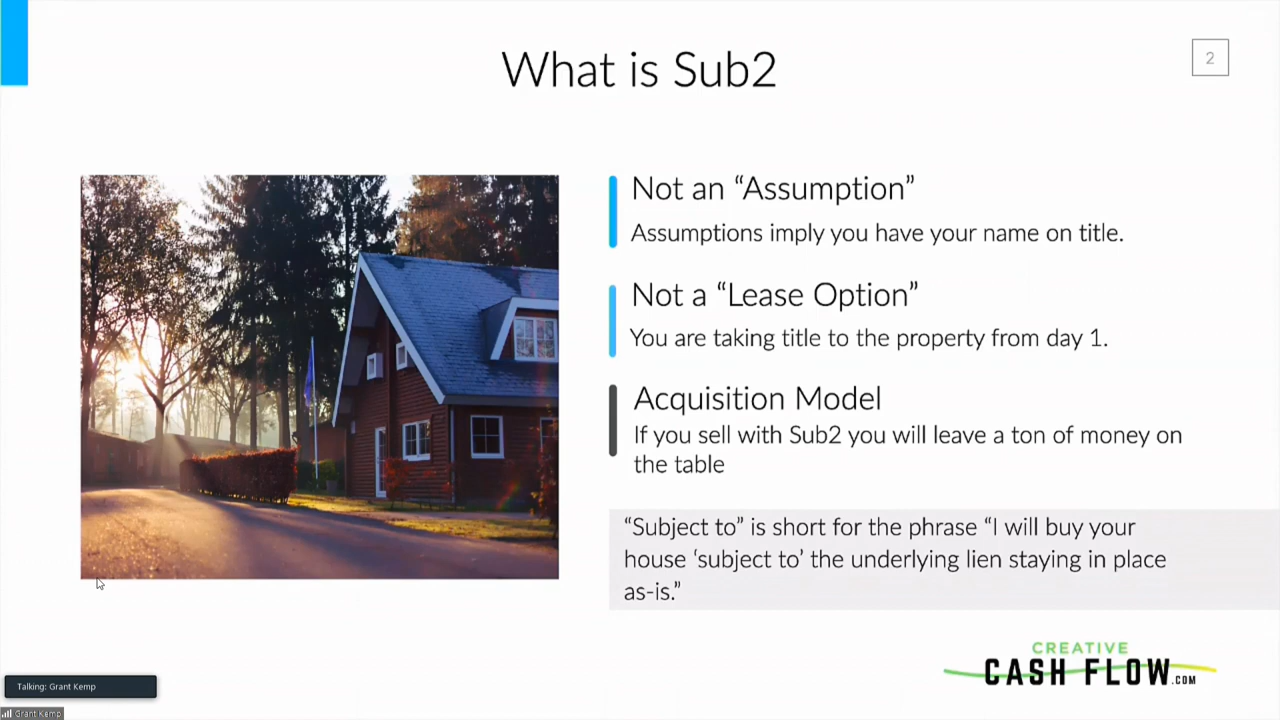 What is Sub2
2
Not an “Assumption”
Assumptions imply you have your name on title.
Not a “Lease Option”
You are taking title to the property from day 1.
Acquisition Model
If you sell with Sub2 you will leave a ton of money on
the table
“Subject to” is short for the phrase “I will buy your
house ‘subject to’ the underlying lien staying in place
as-is.”
CREATIVE
CASH FLOW.COM
Talking: Grant Kemp
Grant Kemp